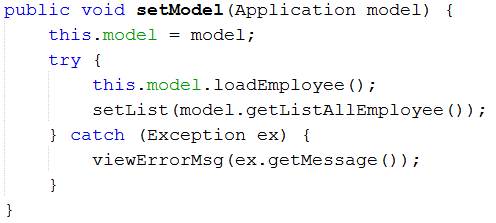 public void setModel(Application model) {
    this.model = model;
    try {
        this.model.loadEmployee();
        setList(model.getListAllEmployee());
    } catch (Exception ex) {
        viewErrorMsg(ex.getMessage());
    }
}